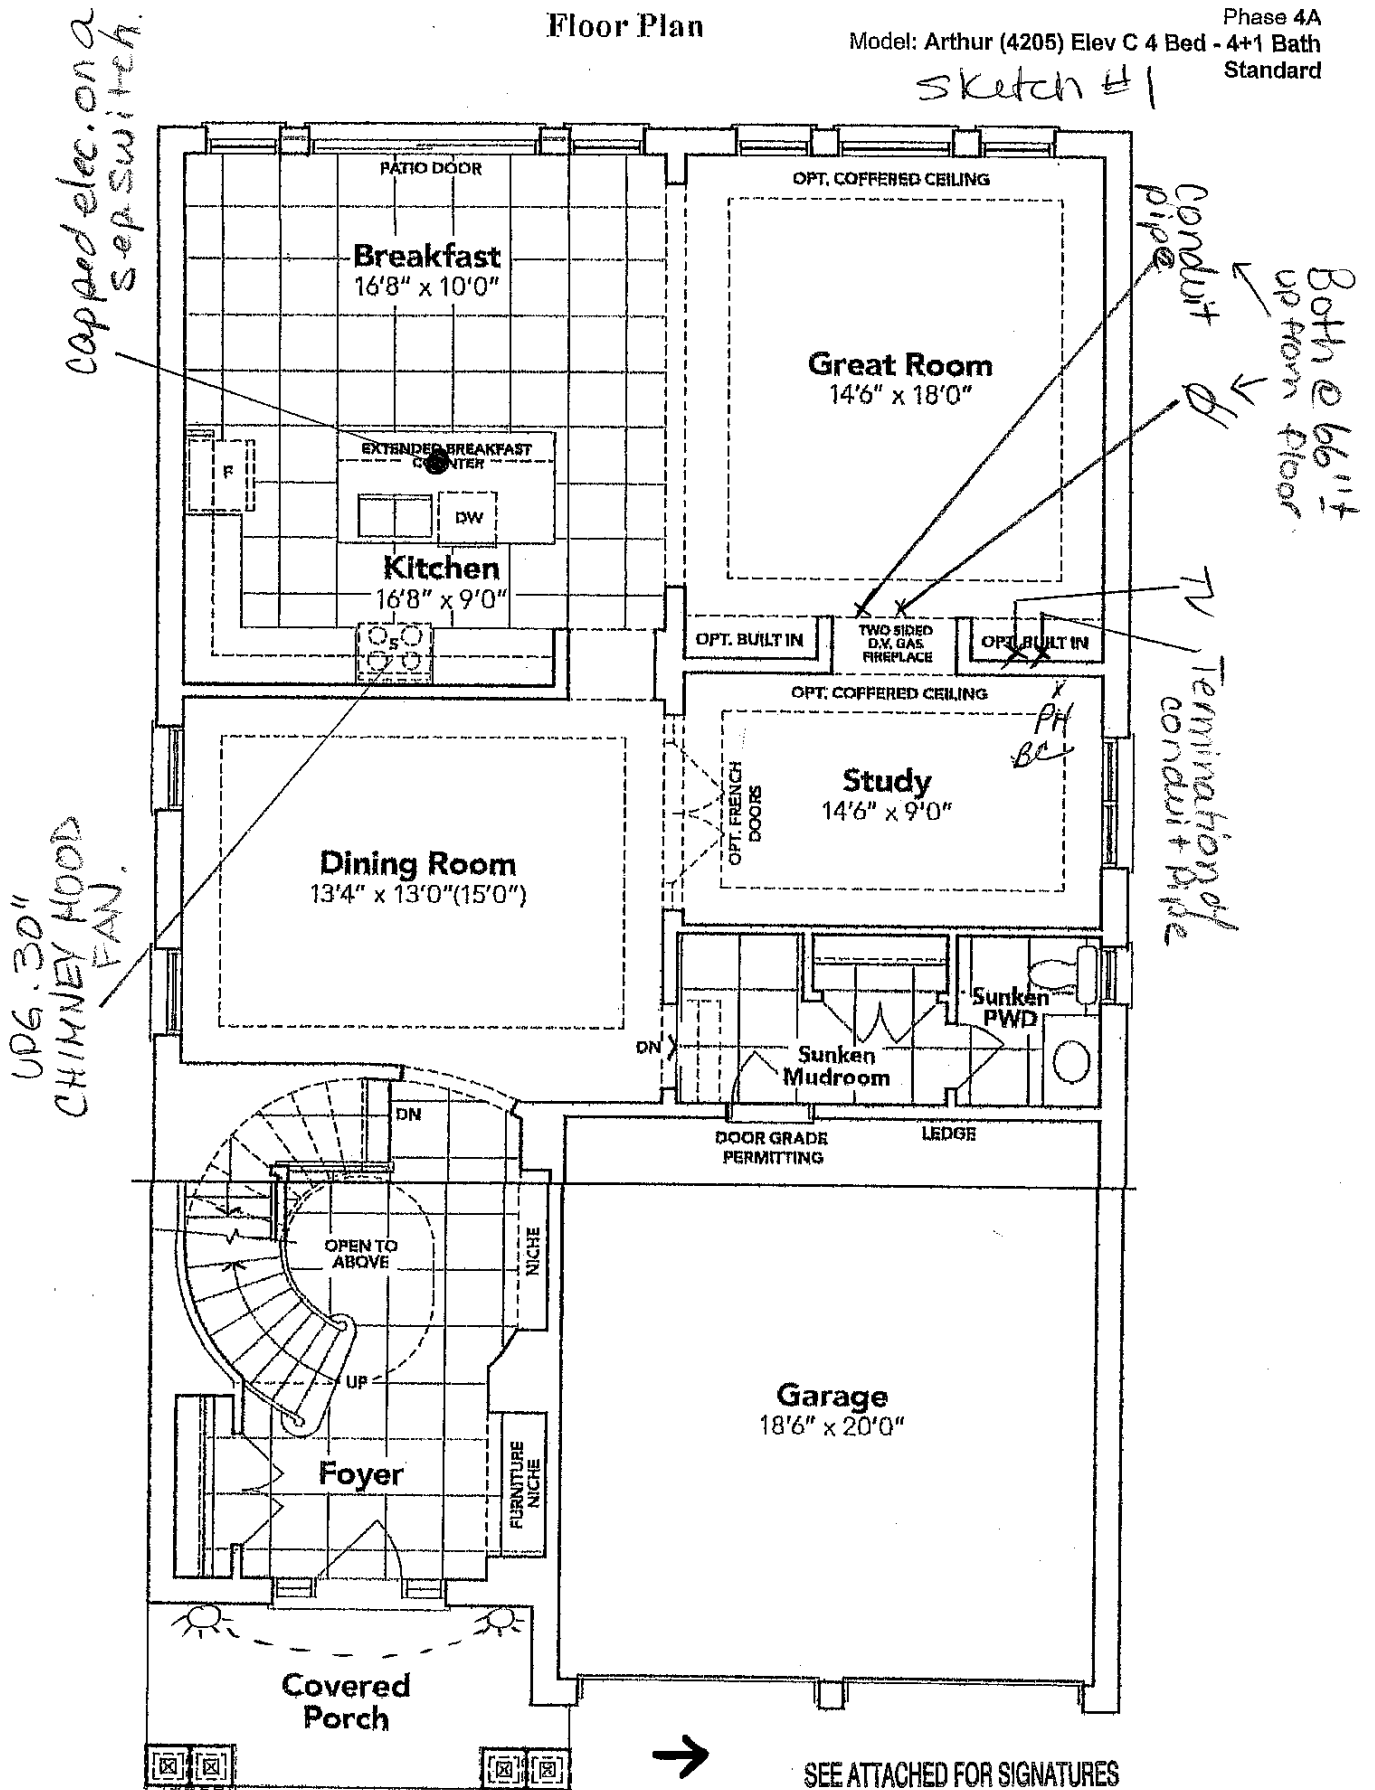 Floor Plan
Phase 4A
Model: Arthur (4205) Elev C 4 Bed - 4+1 Bath
Standard
Sketch #1
capped elec. on a
sep switch.
PATIO DOOR
OPT. COFFERED CEILING
conduit
pipe
Both @ 66"±
up from floor
Breakfast
16'8" x 10'0"
Great Room
14'6" x 18'0"
EXTENDED BREAKFAST
COUNTER
F
DW
Kitchen
16'8" x 9'0"
S
OPT. BUILT IN
TWO SIDED
D.V. GAS
FIREPLACE
OPT. BUILT IN
TV
Termination of
conduit pipe
OPT. COFFERED CEILING
PH
BC
Study
14'6" x 9'0"
OPT. FRENCH
DOORS
Dining Room
13'4" x 13'0"(15'0")
UPG. 30"
CHIMNEY HOOD
FAN.
Sunken
PWD
DN
Sunken
Mudroom
DN
DOOR GRADE
PERMITTING
LEDGE
OPEN TO
ABOVE
NICHE
UP
Garage
18'6" x 20'0"
Foyer
FURNITURE
NICHE
Covered
Porch
SEE ATTACHED FOR SIGNATURES